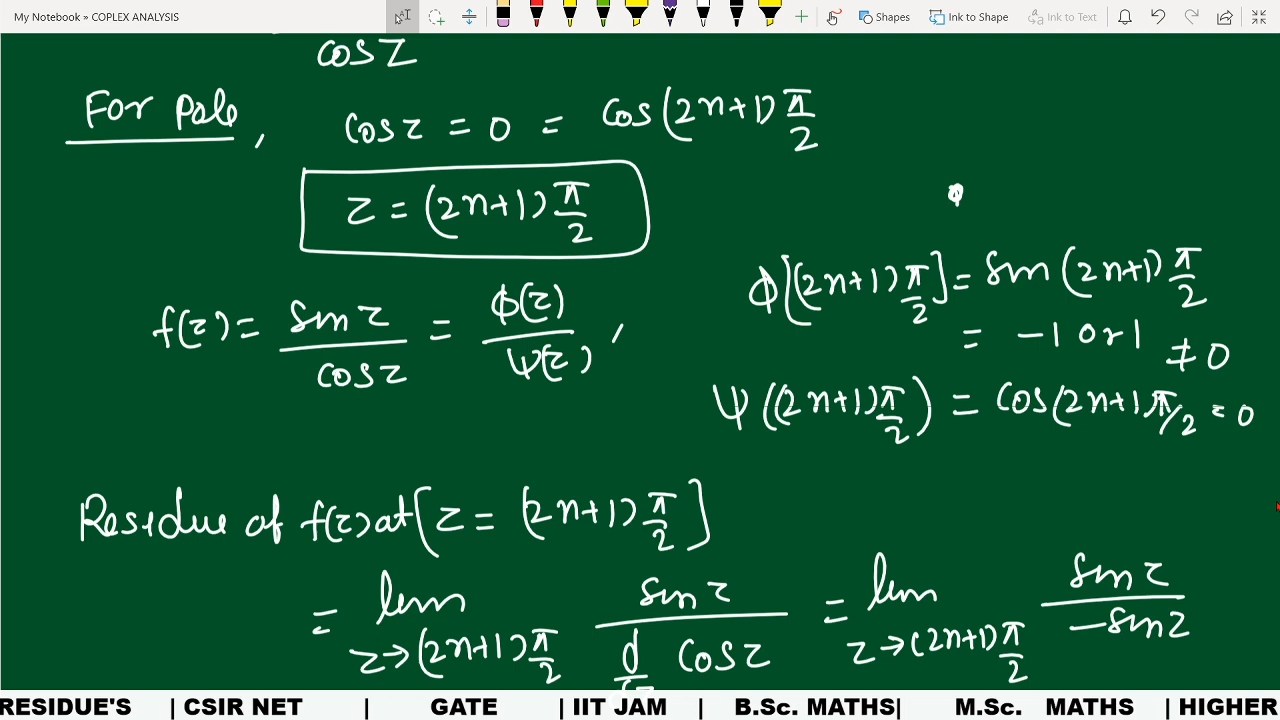 My Notebook » COPLEX ANALYSIS
Shapes Ink to Shape Ink to Text
cos z
For Pole, cos z = 0 = cos(2n+1)π/2
z = (2n+1)π/2
f(z) = sin z / cos z = φ(z) / ψ(z) ,
φ[(2n+1)π/2] = sin(2n+1)π/2
= -1 or 1 ≠ 0
ψ((2n+1)π/2) = cos(2n+1)π/2 = 0
Residue of f(z) at [z = (2n+1)π/2]
= lim z→(2n+1)π/2 sin z / d cos z = lim z→(2n+1)π/2 sin z / -sin z
RESIDUE'S | CSIR NET | GATE | IIT JAM | B.Sc. MATHS| M.Sc. MATHS | HIGHER